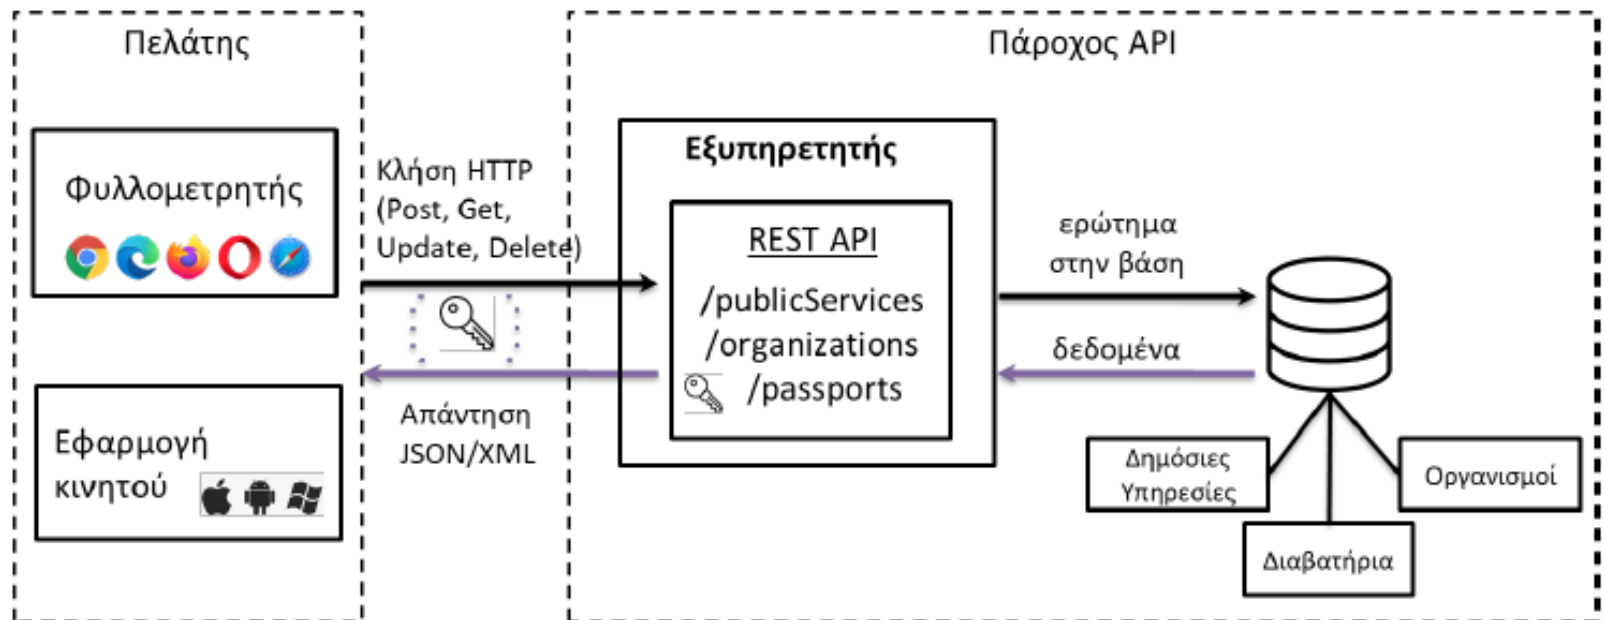 Πελάτης
Φυλλομετρητής
Εφαρμογή
κινητού
Κλήση HTTP
(Post, Get,
Update, Delete)
Απάντηση
JSON/XML
Πάροχος API
Εξυπηρετητής
REST API
/publicServices
/organizations
/passports
ερώτημα
στην βάση
δεδομένα
Δημόσιες
Υπηρεσίες
Διαβατήρια
Οργανισμοί